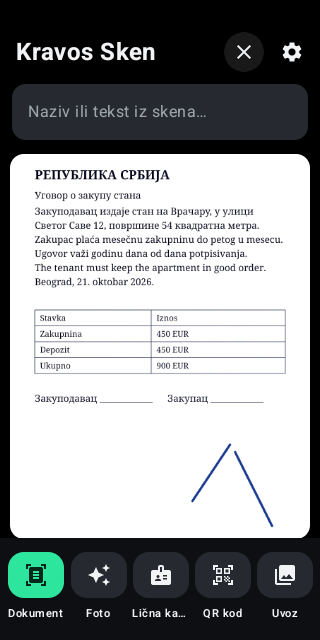 Kravos Sken
Naziv ili tekst iz skena…
РЕПУБЛИКА СРБИЈА
Уговор о закупу стана
Закуподавац издаје стан на Врачару, у улици
Светог Саве 12, површине 54 квадратна метра.
Zakupac plaća mesečnu zakupninu do petog u mesecu.
Ugovor važi godinu dana od dana potpisivanja.
The tenant must keep the apartment in good order.
Beograd, 21. oktobar 2026.
Stavka Iznos
Zakupnina 450 EUR
Depozit 450 EUR
Ukupno 900 EUR
Закуподавац ___________ Закупац ___________
Dokument Foto Lična ka… QR kod Uvoz